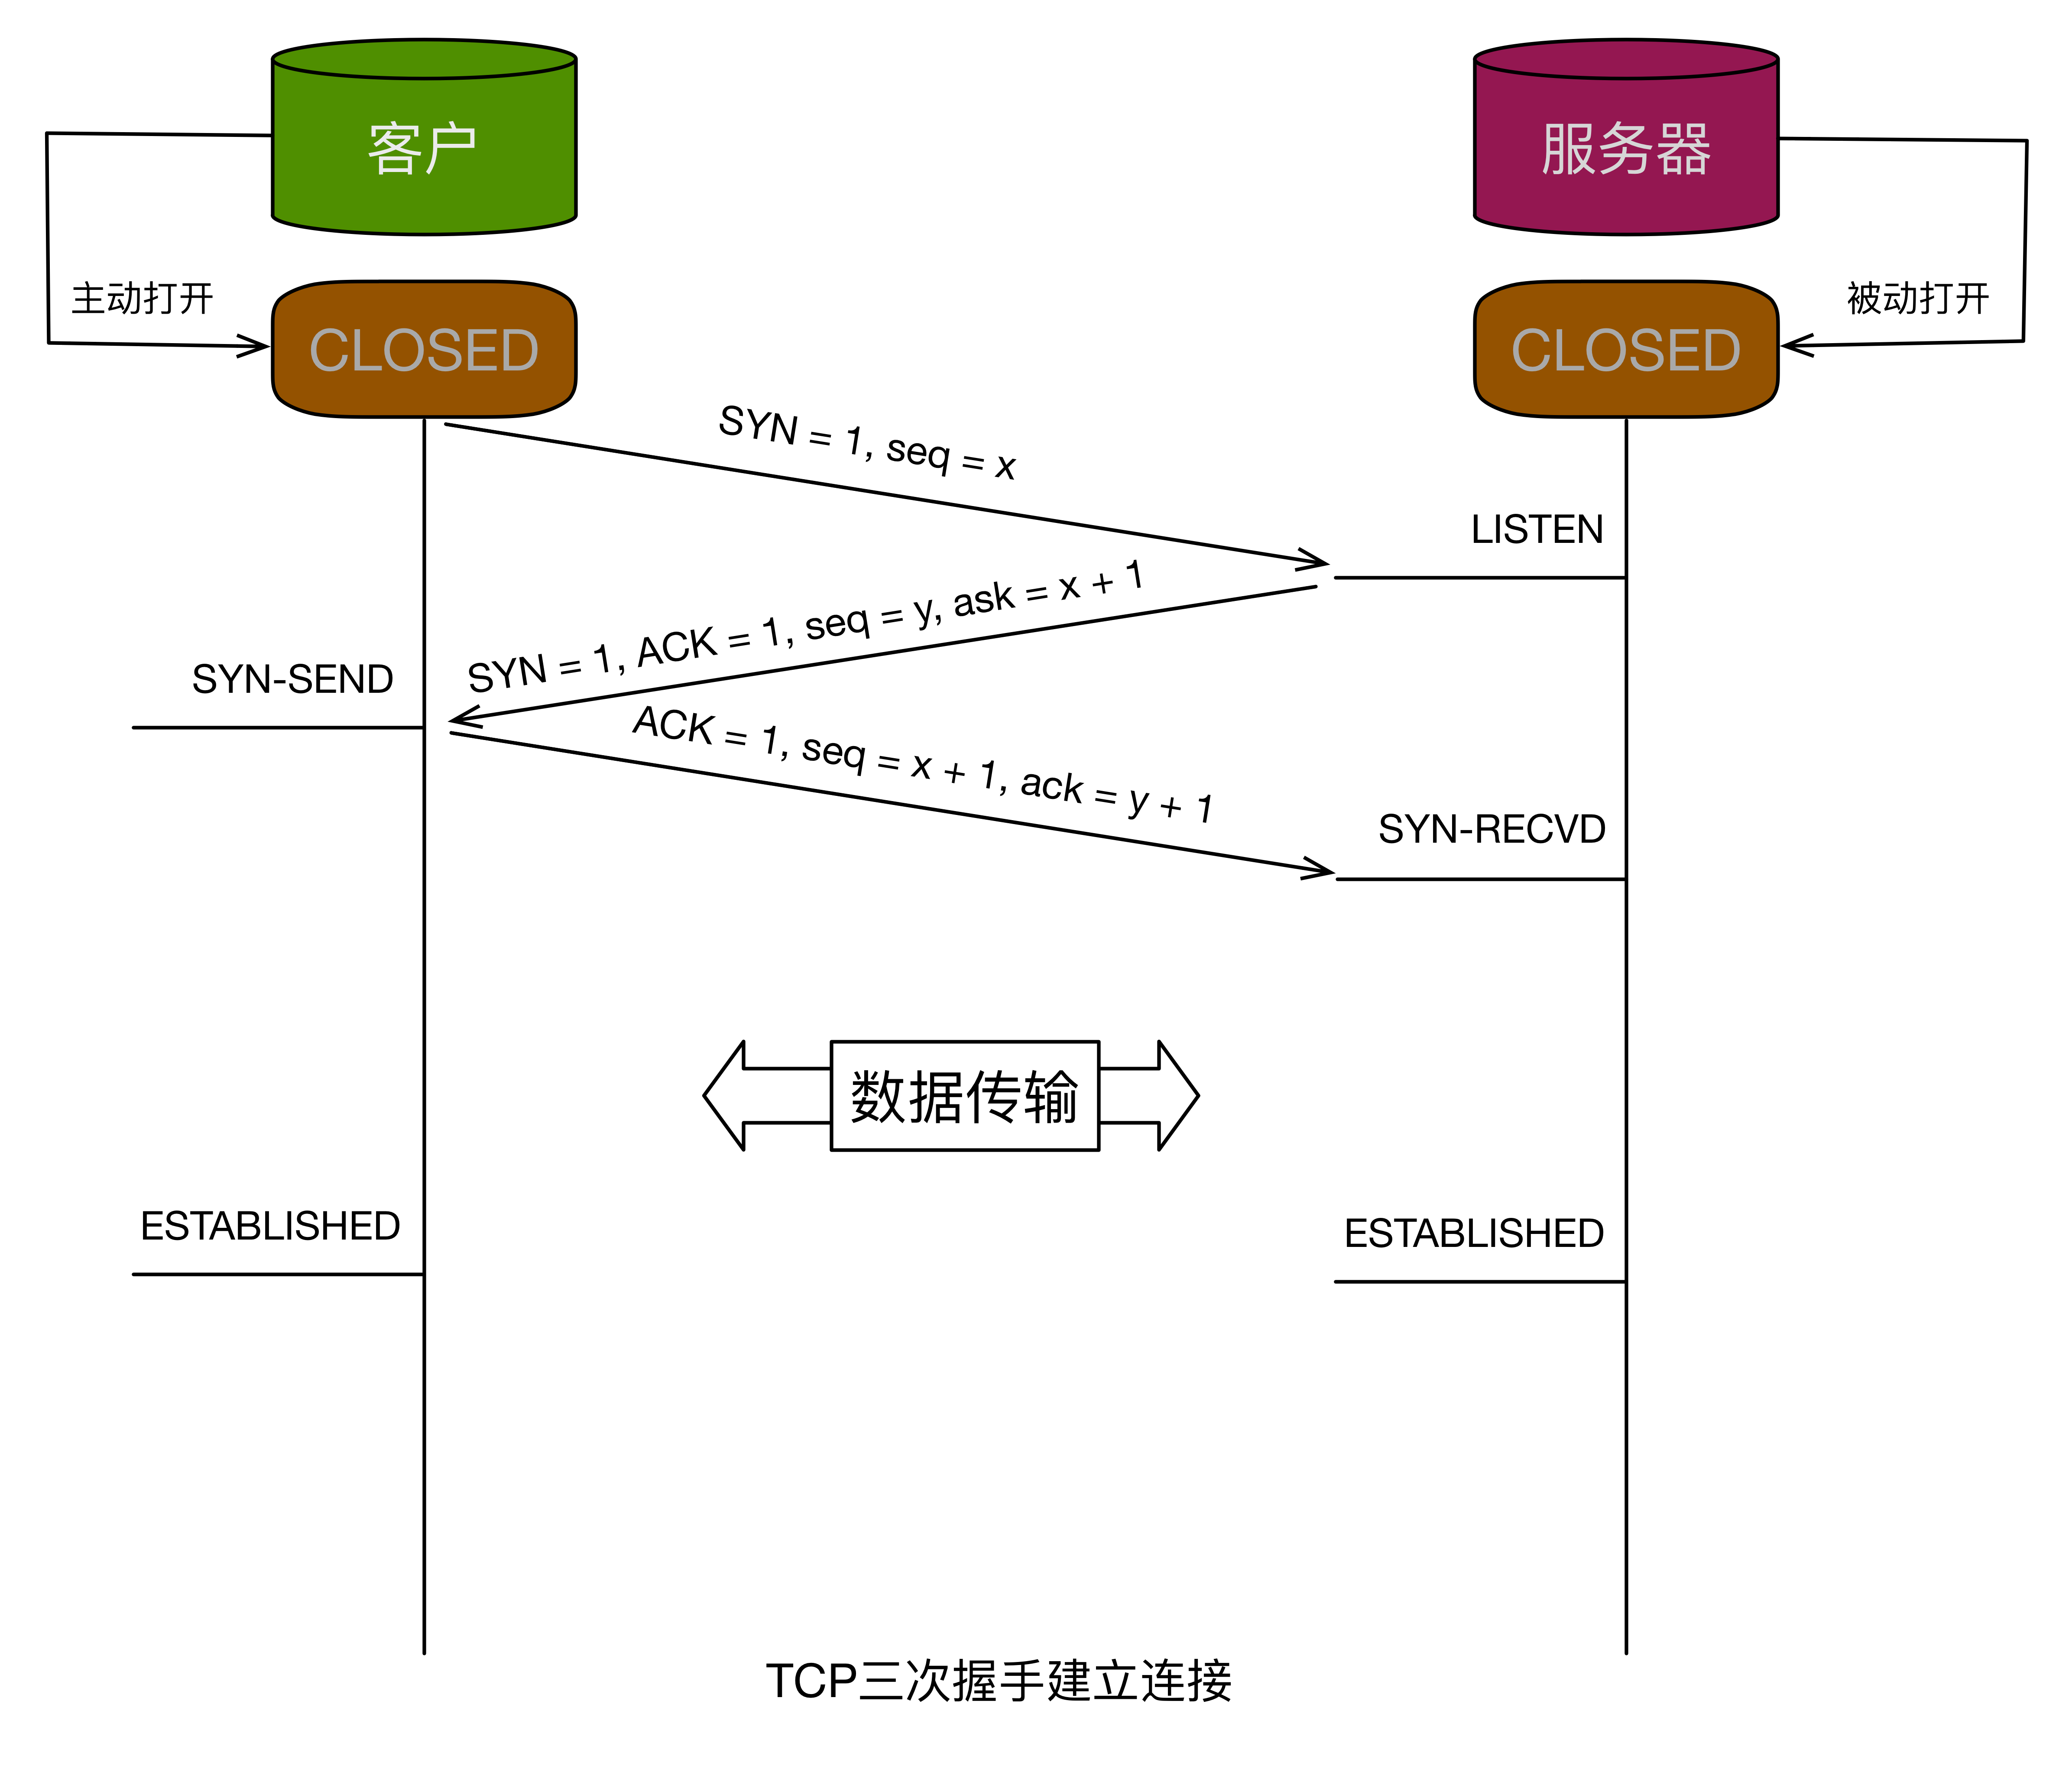 客户
服务器
主动打开
被动打开
CLOSED
CLOSED
SYN = 1, seq = x
LISTEN
SYN = 1, ACK = 1, seq = y, ask = x + 1
SYN-SEND
ACK = 1, seq = x + 1, ack = y + 1
SYN-RECVD
数据传输
ESTABLISHED
ESTABLISHED
TCP三次握手建立连接